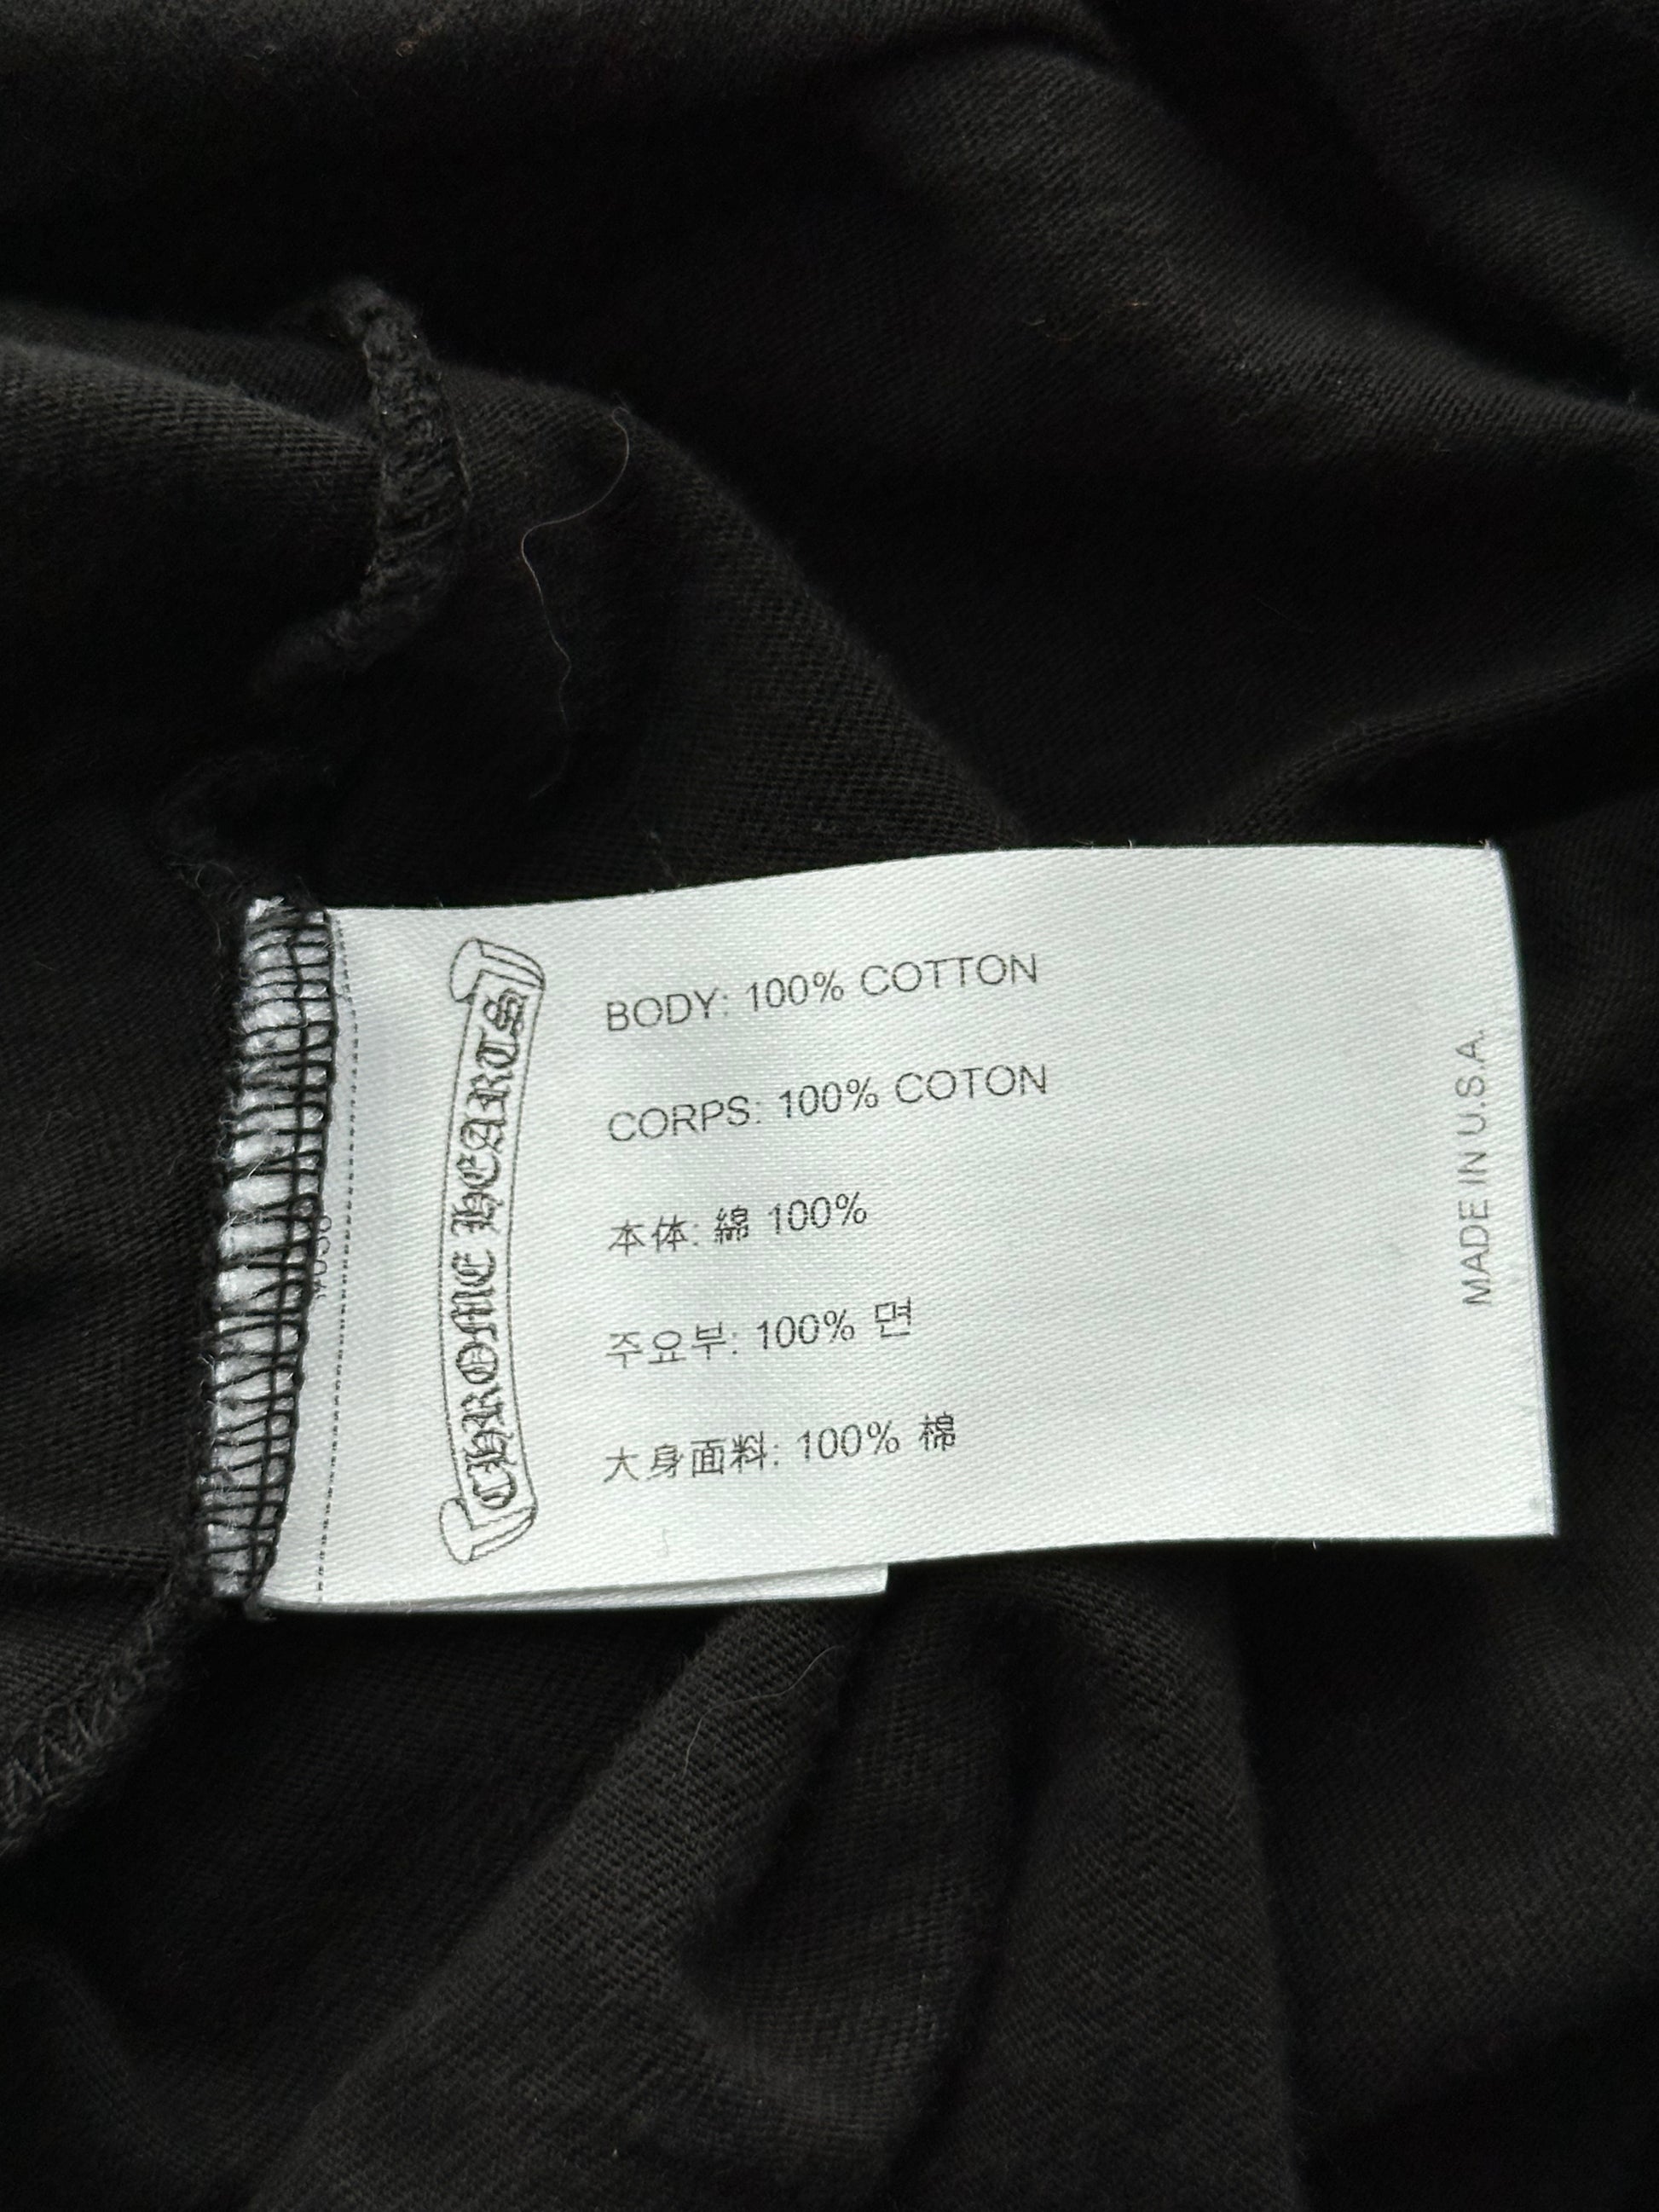 CHROME HEARTS
BODY: 100% COTTON
CORPS: 100% COTON
本体: 綿 100%
주요부: 100% 면
大身面料: 100% 棉
MADE IN U.S.A.